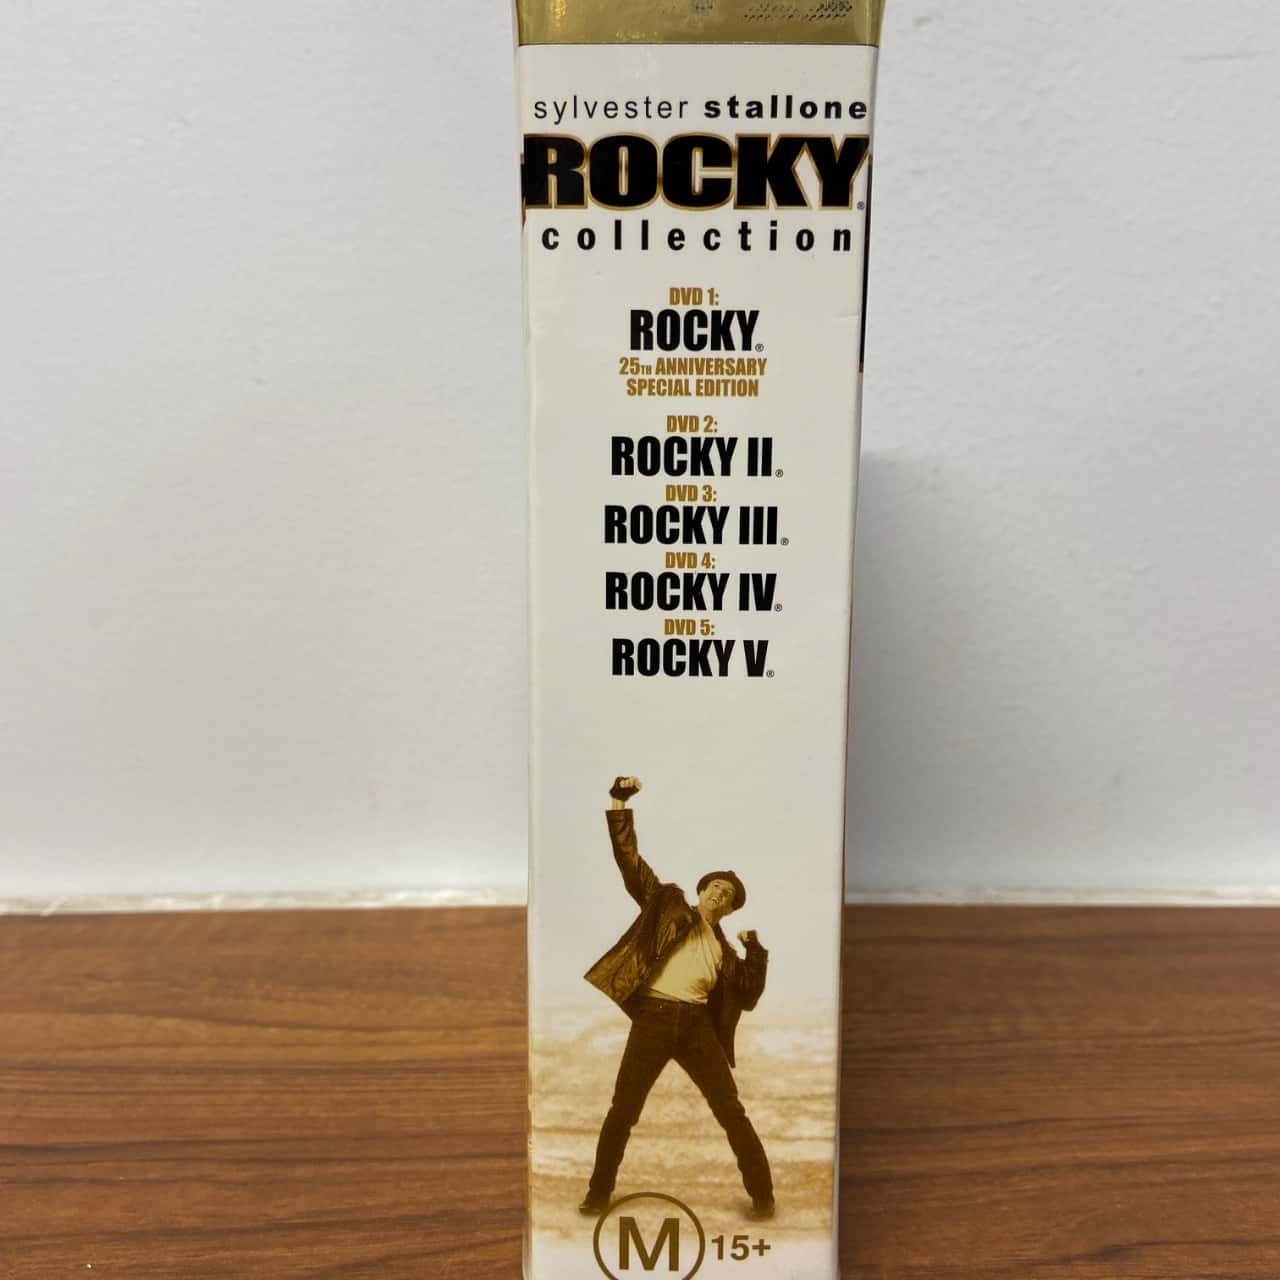 sylvester stallone
ROCKY®
collection
DVD 1:
ROCKY®
25TH ANNIVERSARY
SPECIAL EDITION
DVD 2:
ROCKY II®
DVD 3:
ROCKY III®
DVD 4:
ROCKY IV®
DVD 5:
ROCKY V®
M 15+